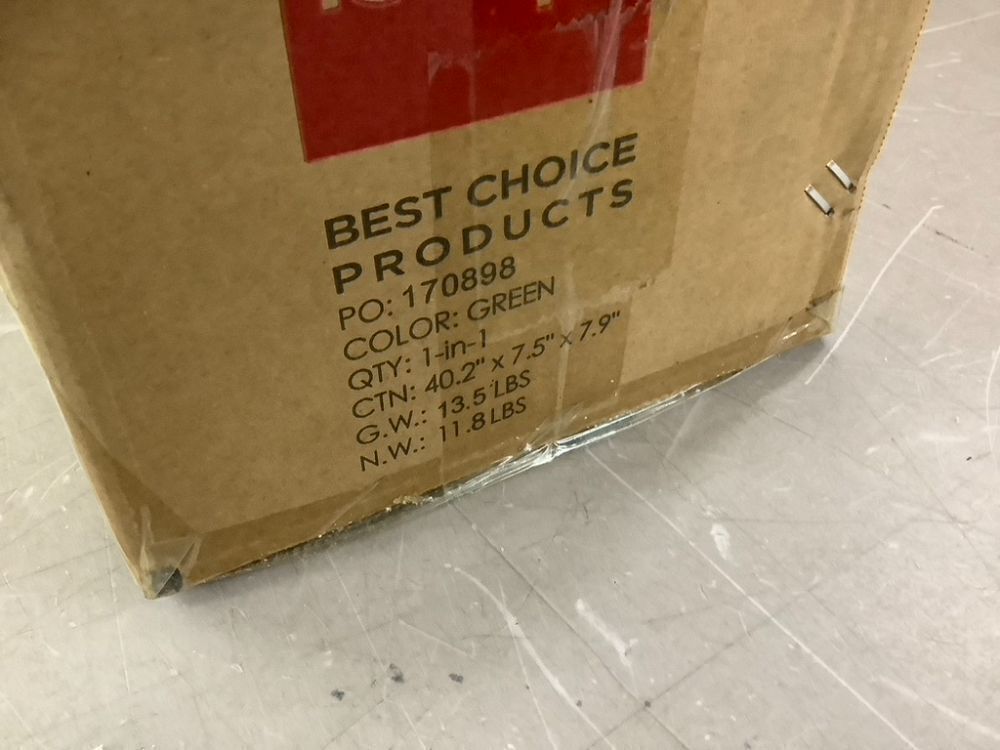 BEST CHOICE
PRODUCTS
PO: 170898
COLOR: GREEN
QTY: 1-in-1
CTN: 40.2" x 7.5" x 7.9"
G.W.: 13.5 LBS
N.W.: 11.8 LBS